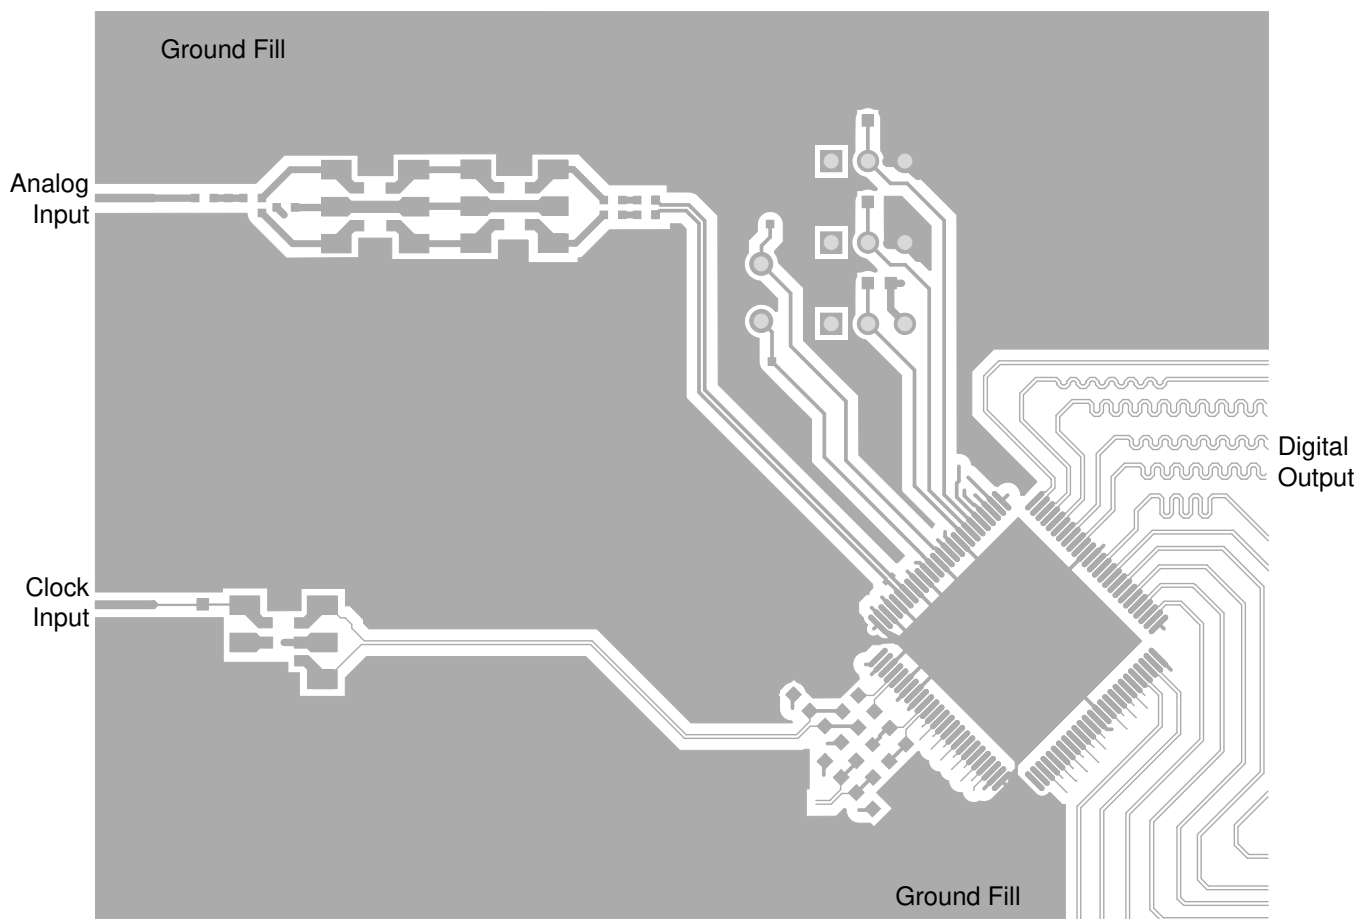 Ground Fill
Analog
Input
Digital
Output
Clock
Input
Ground Fill